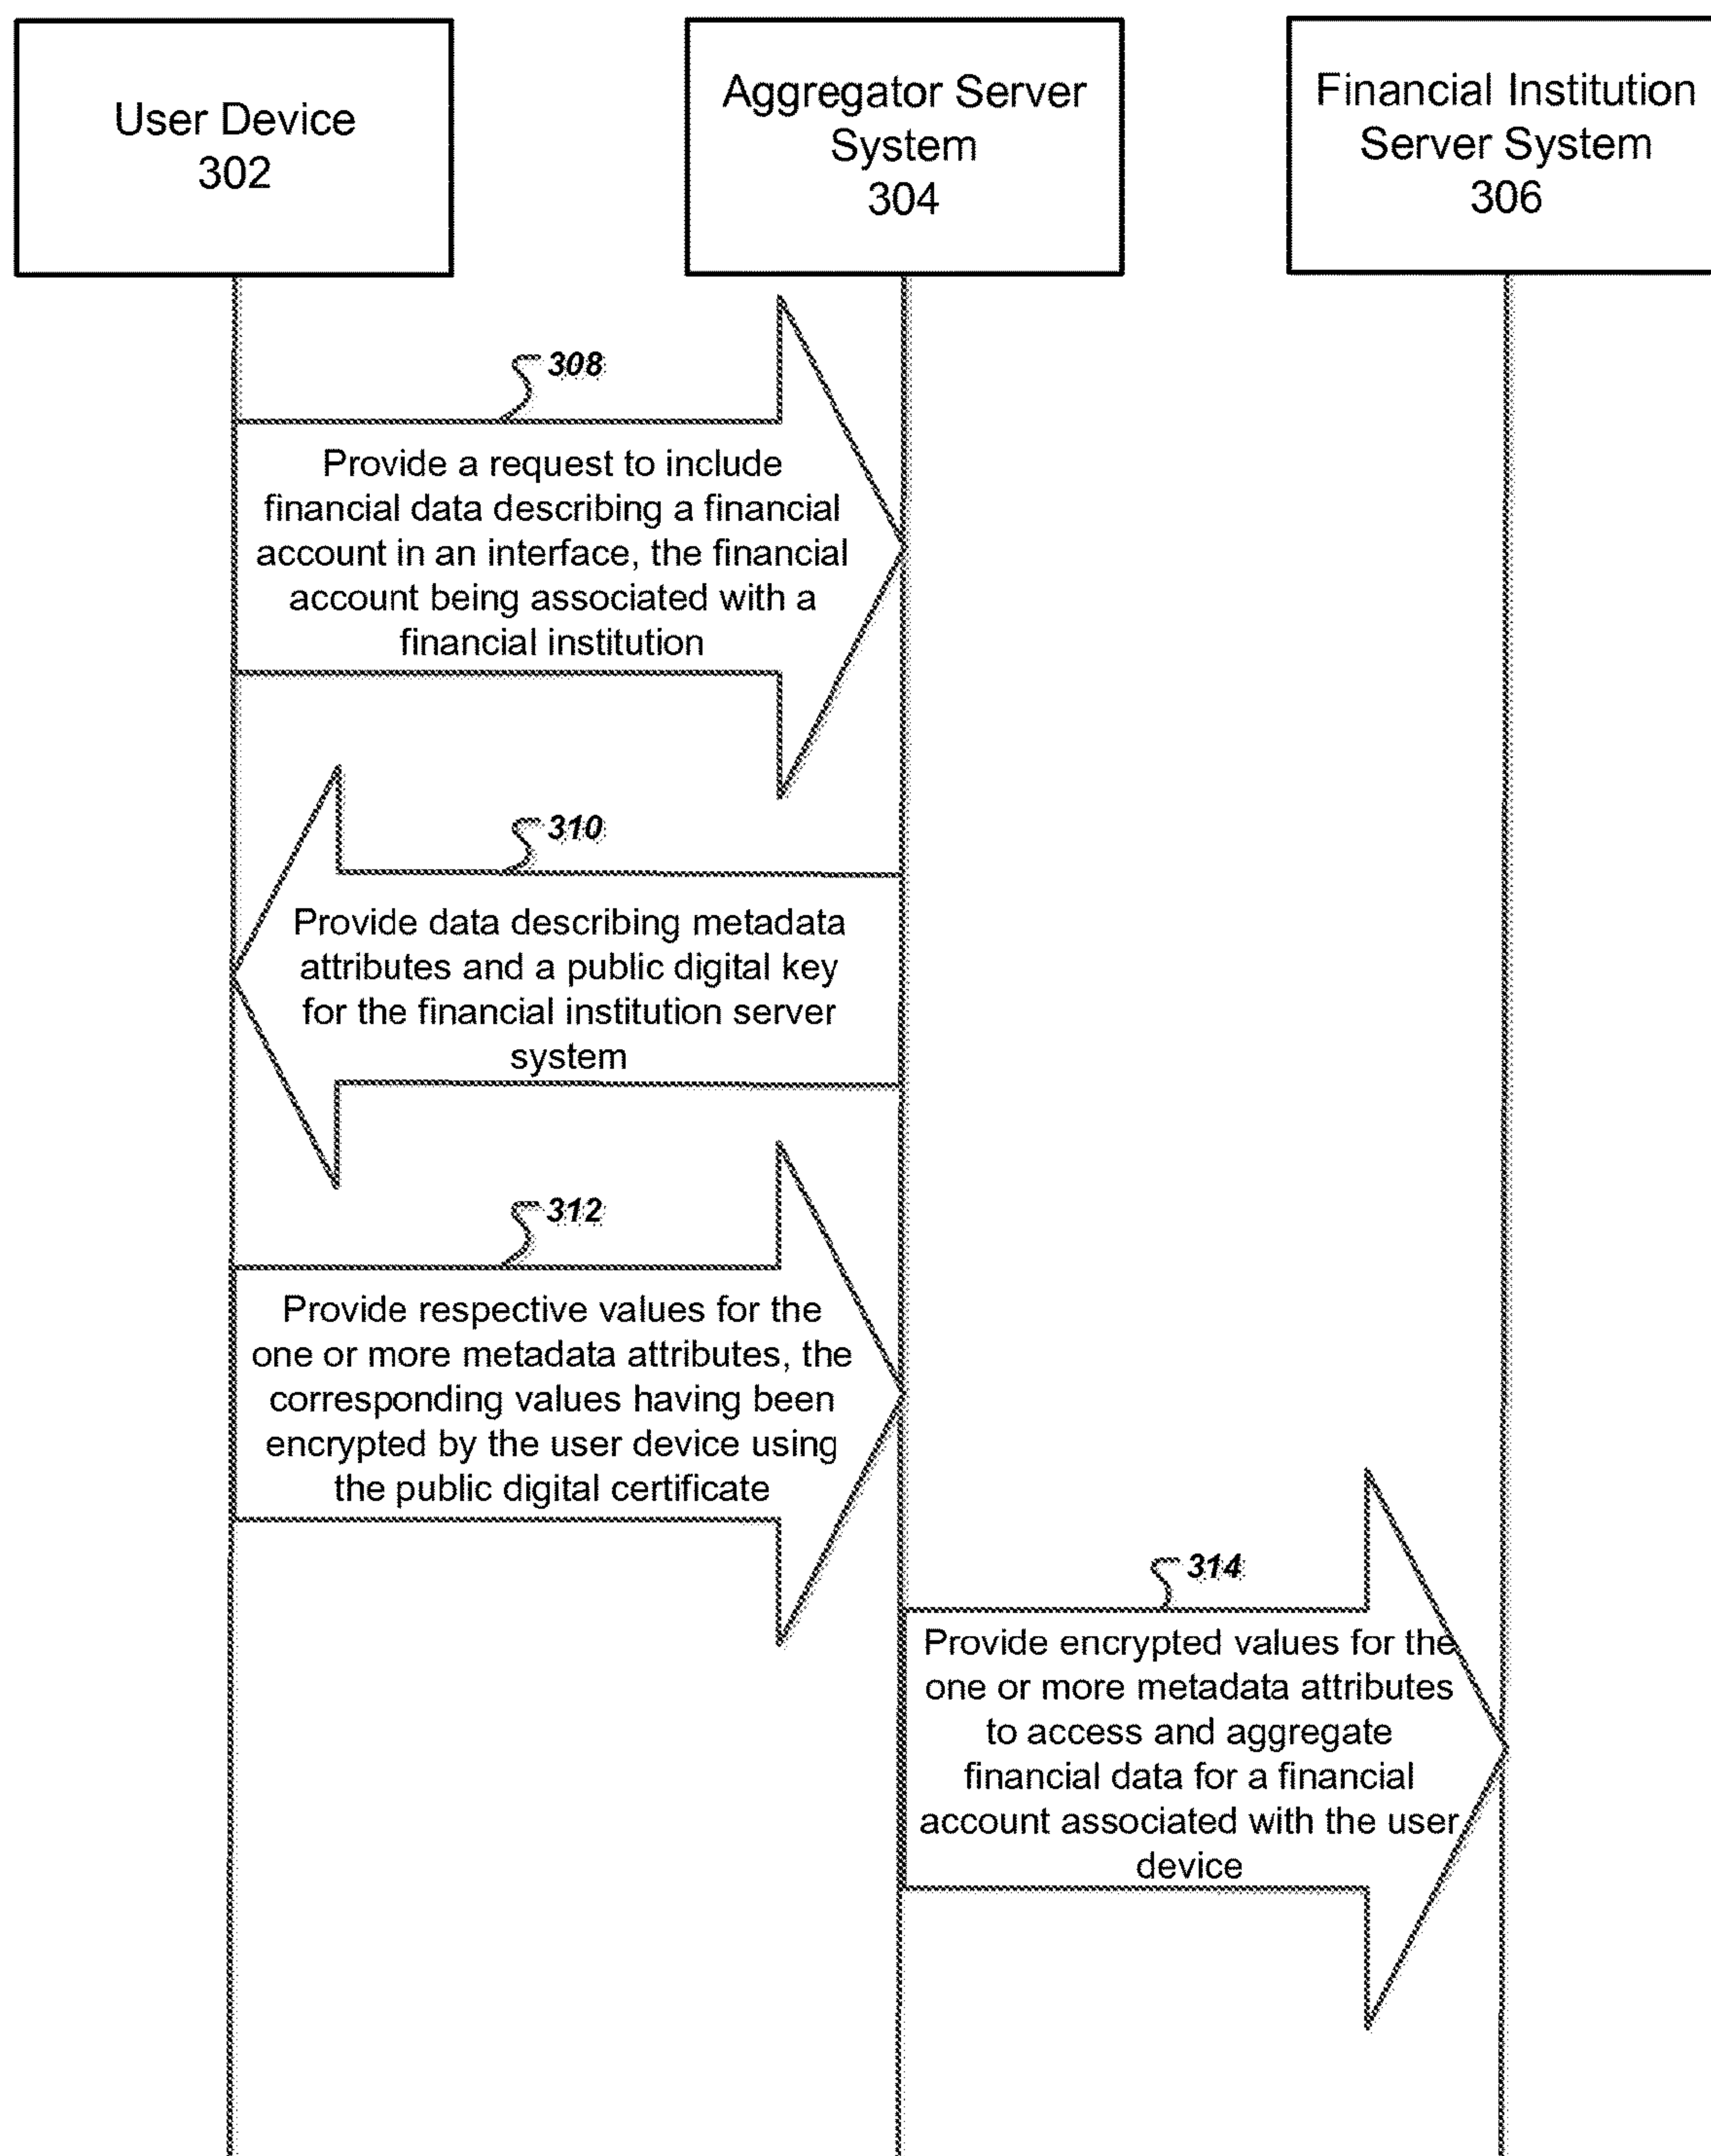 User Device
302
Aggregator Server
System
304
Financial Institution
Server System
306
308
Provide a request to include
financial data describing a financial
account in an interface, the financial
account being associated with a
financial institution
310
Provide data describing metadata
attributes and a public digital key
for the financial institution server
system
312
Provide respective values for the
one or more metadata attributes, the
corresponding values having been
encrypted by the user device using
the public digital certificate
314
Provide encrypted values for the
one or more metadata attributes
to access and aggregate
financial data for a financial
account associated with the user
device